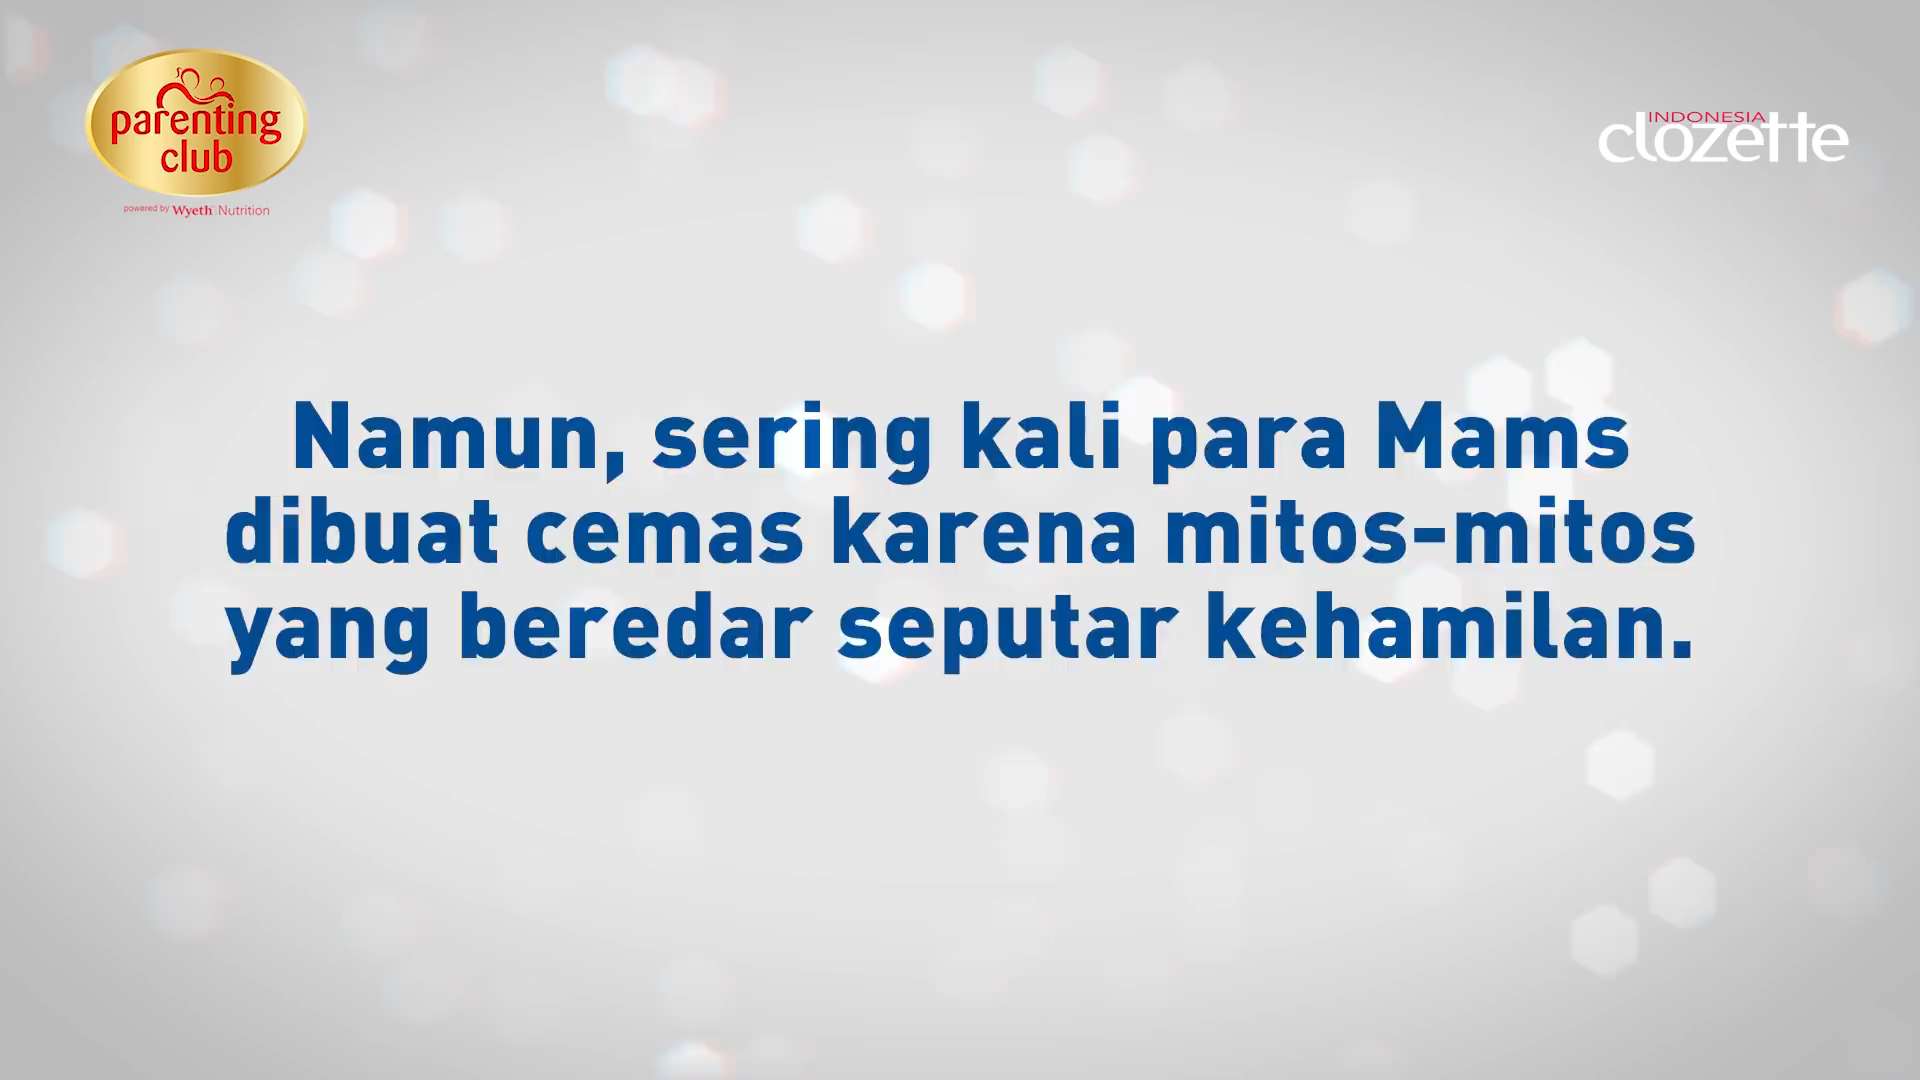 parenting
club
powered by Wyeth | Nutrition
INDONESIA
clozette
Namun, sering kali para Mams
dibuat cemas karena mitos-mitos
yang beredar seputar kehamilan.